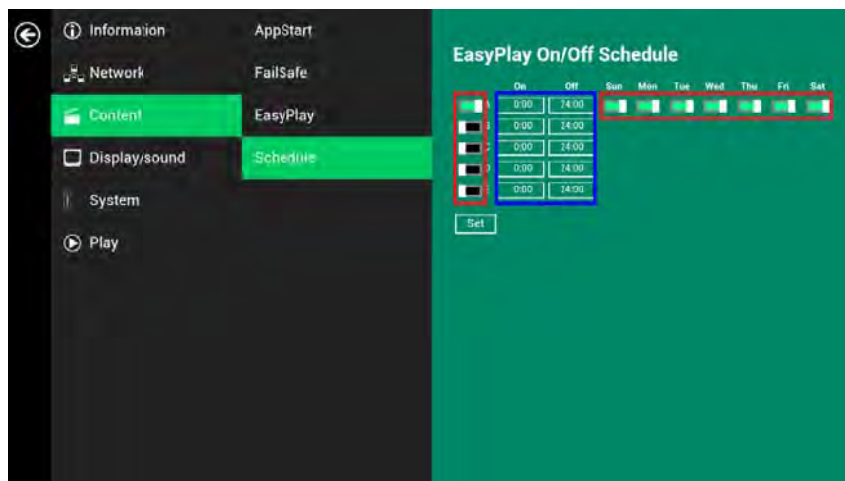 Information
Network
Content
Display/sound
System
Play
AppStart
FailSafe
EasyPlay
Schedule
EasyPlay On/Off Schedule
On Off Sun Mon Tue Wed Thu Fri Sat
A 0:00 24:00
0:00 24:00
0:00 24:00
D 0:00 24:00
0:00 24:00
Set